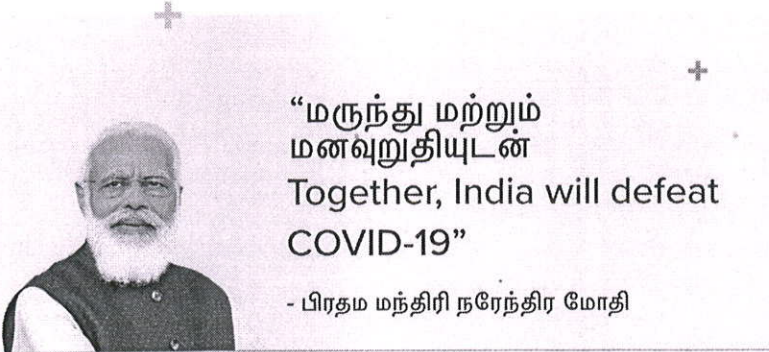 “மருந்து மற்றும்
மனவுறுதியுடன்
Together, India will defeat
COVID-19”
- பிரதம மந்திரி நரேந்திர மோதி